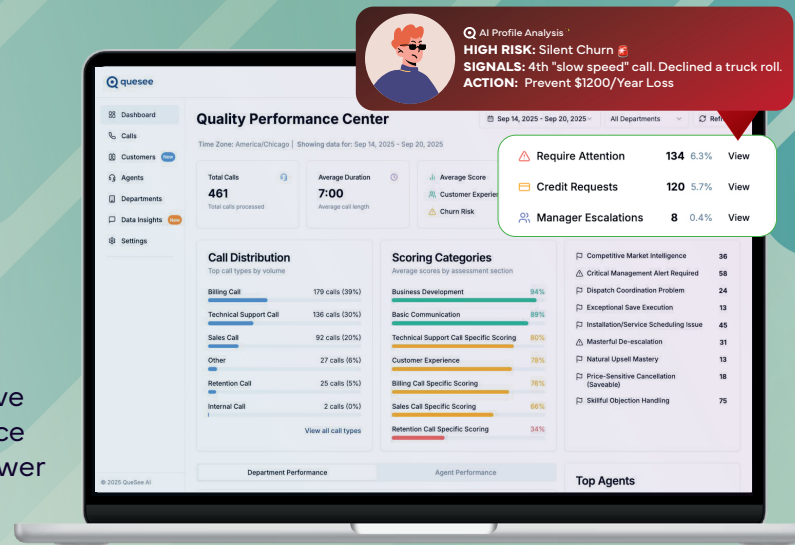 AI Profile Analysis
HIGH RISK: Silent Churn
SIGNALS: 4th "slow speed" call. Declined a truck roll.
ACTION: Prevent $1200/Year Loss
quesee
Dashboard
Calls
Customers New
Agents
Departments
Data Insights New
Settings
© 2025 QueSee AI
Quality Performance Center
Sep 14, 2025 - Sep 20, 2025
All Departments
Time Zone: America/Chicago | Showing data for: Sep 14, 2025 - Sep 20, 2025
Require Attention 134 6.3% View
Credit Requests 120 5.7% View
Manager Escalations 8 0.4% View
Total Calls
461
Total calls processed
Average Duration
7:00
Average call length
Average Score
Customer
Churn Risk
Call Distribution
Top call types by volume
Billing Call 179 calls (39%)
Technical Support Call 136 calls (30%)
Sales Call 92 calls (20%)
Other 27 calls (6%)
Retention Call 25 calls (5%)
Internal Call 2 calls (0%)
View all call types
Scoring Categories
Average scores by assessment section
Business Development 94%
Basic Communication 89%
Technical Support Call Specific Scoring 80%
Customer Experience 78%
Billing Call Specific Scoring 76%
Sales Call Specific Scoring 66%
Retention Call Specific Scoring 34%
Competitive Market Intelligence 36
Critical Management Alert Required 58
Dispatch Coordination Problem 24
Exceptional Save Execution 13
Installation/Service Scheduling Issue 45
Masterful De-escalation 31
Natural Upsell Mastery 13
Price-Sensitive Cancellation 18
(Saveable)
Skillful Objection Handling 75
Department Performance
Agent Performance
Top Agents